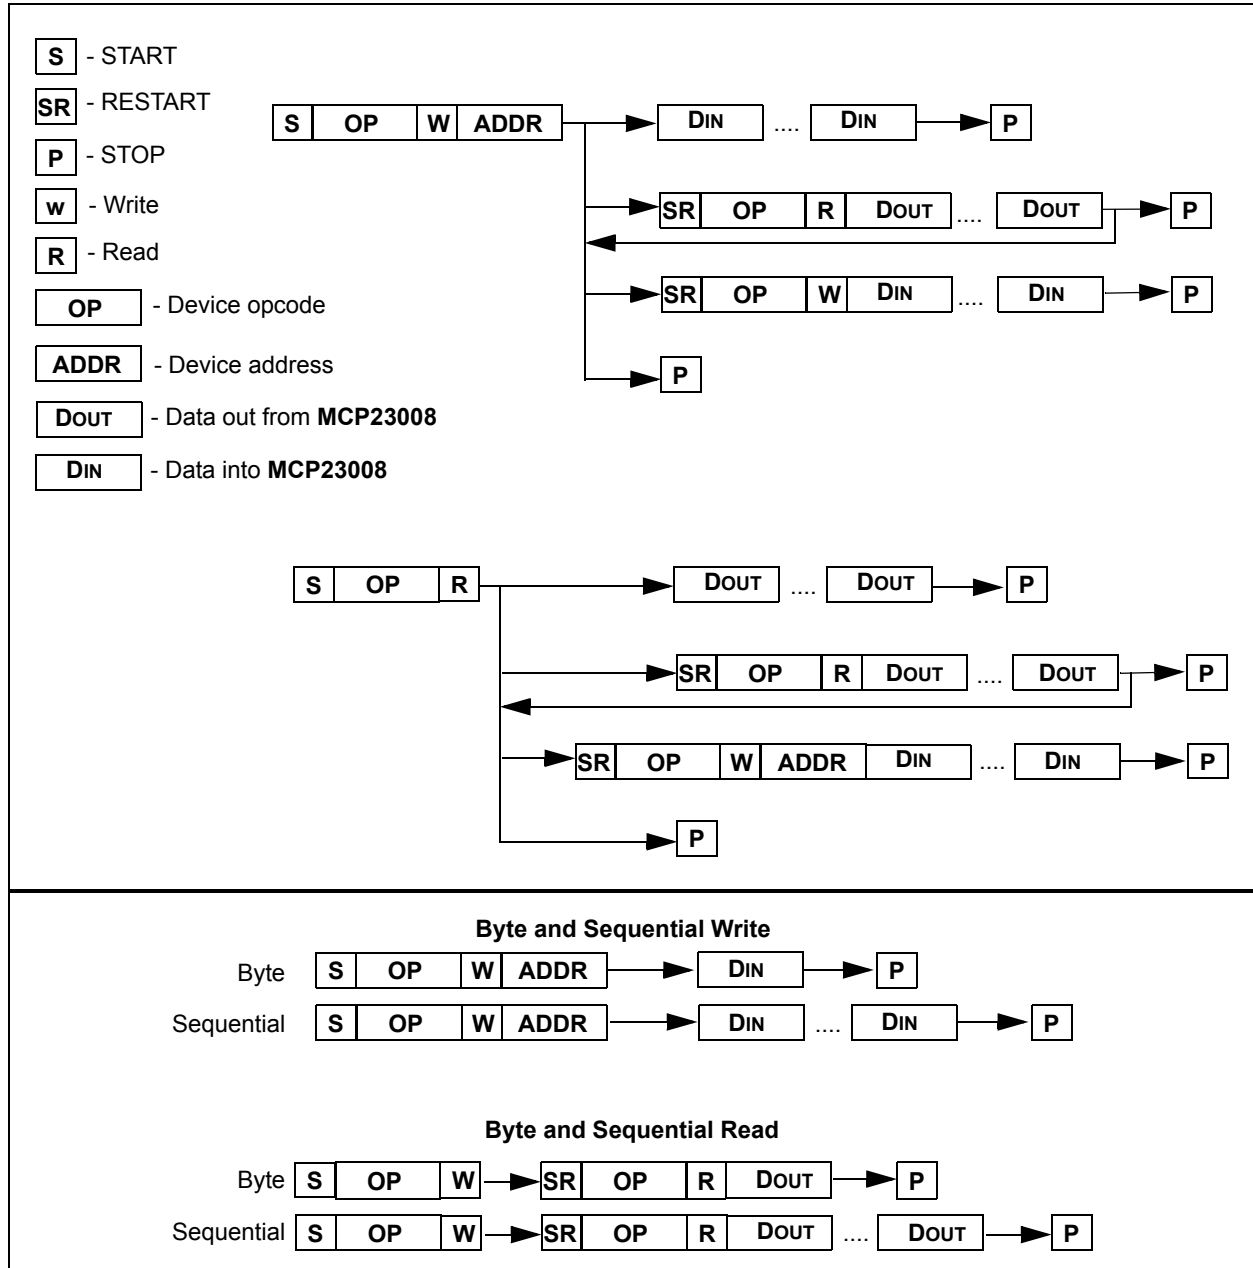 S - START
SR - RESTART
P - STOP
W - Write
R - Read
OP - Device opcode
ADDR - Device address
DOUT - Data out from MCP23008
DIN - Data into MCP23008
S OP W ADDR DIN .... DIN P
SR OP R DOUT .... DOUT P
SR OP W DIN .... DIN P
P
S OP R DOUT .... DOUT P
SR OP R DOUT .... DOUT P
SR OP W ADDR DIN .... DIN P
P
Byte and Sequential Write
Byte S OP W ADDR DIN P
Sequential S OP W ADDR DIN .... DIN P
Byte and Sequential Read
Byte S OP W SR OP R DOUT P
Sequential S OP W SR OP R DOUT .... DOUT P